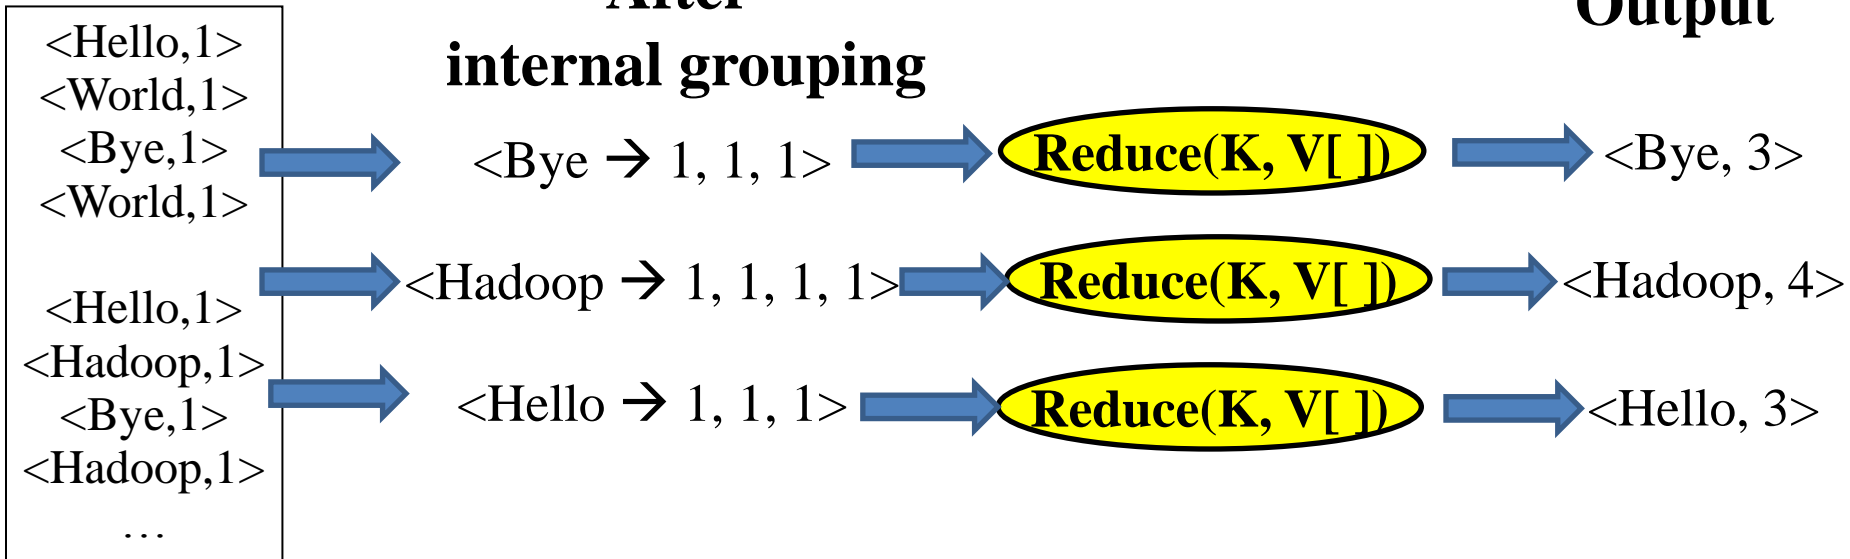 After
internal grouping
Output
<Hello,1>
<World,1>
<Bye,1>
<World,1>
<Hello,1>
<Hadoop,1>
<Bye,1>
<Hadoop,1>
…
<Bye → 1, 1, 1>
Reduce(K, V[ ])
<Bye, 3>
<Hadoop → 1, 1, 1, 1>
Reduce(K, V[ ])
<Hadoop, 4>
<Hello → 1, 1, 1>
Reduce(K, V[ ])
<Hello, 3>